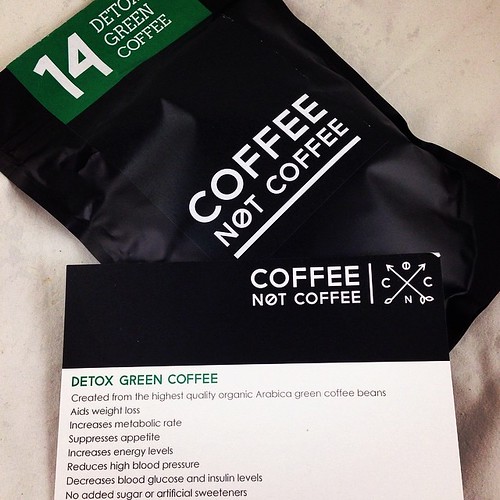 14
DETOX
GREEN
COFFEE
COFFEE
NØT COFFEE
COFFEE
NØT COFFEE
C C
N
DETOX GREEN COFFEE
Created from the highest quality organic Arabica green coffee beans
Aids weight loss
Increases metabolic rate
Suppresses appetite
Increases energy levels
Reduces high blood pressure
Decreases blood glucose and insulin levels
No added sugar or artificial sweeteners